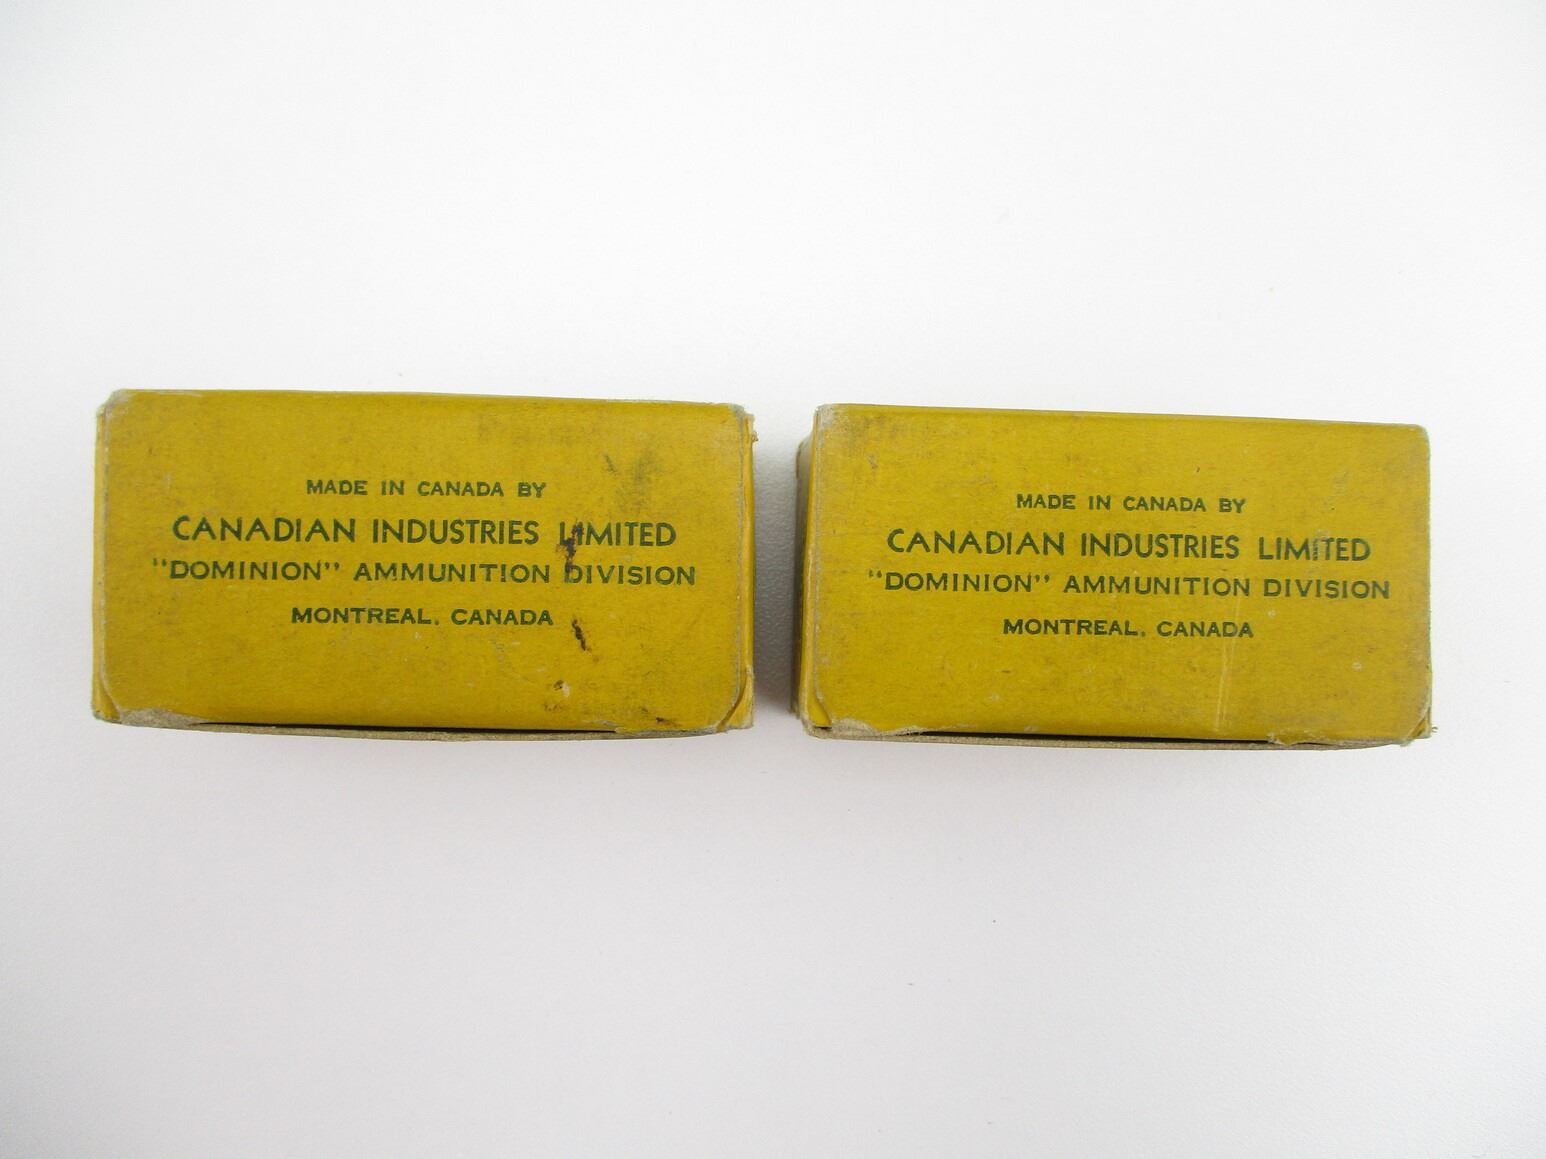 MADE IN CANADA BY
CANADIAN INDUSTRIES LIMITED
"DOMINION" AMMUNITION DIVISION
MONTREAL, CANADA
MADE IN CANADA BY
CANADIAN INDUSTRIES LIMITED
"DOMINION" AMMUNITION DIVISION
MONTREAL, CANADA